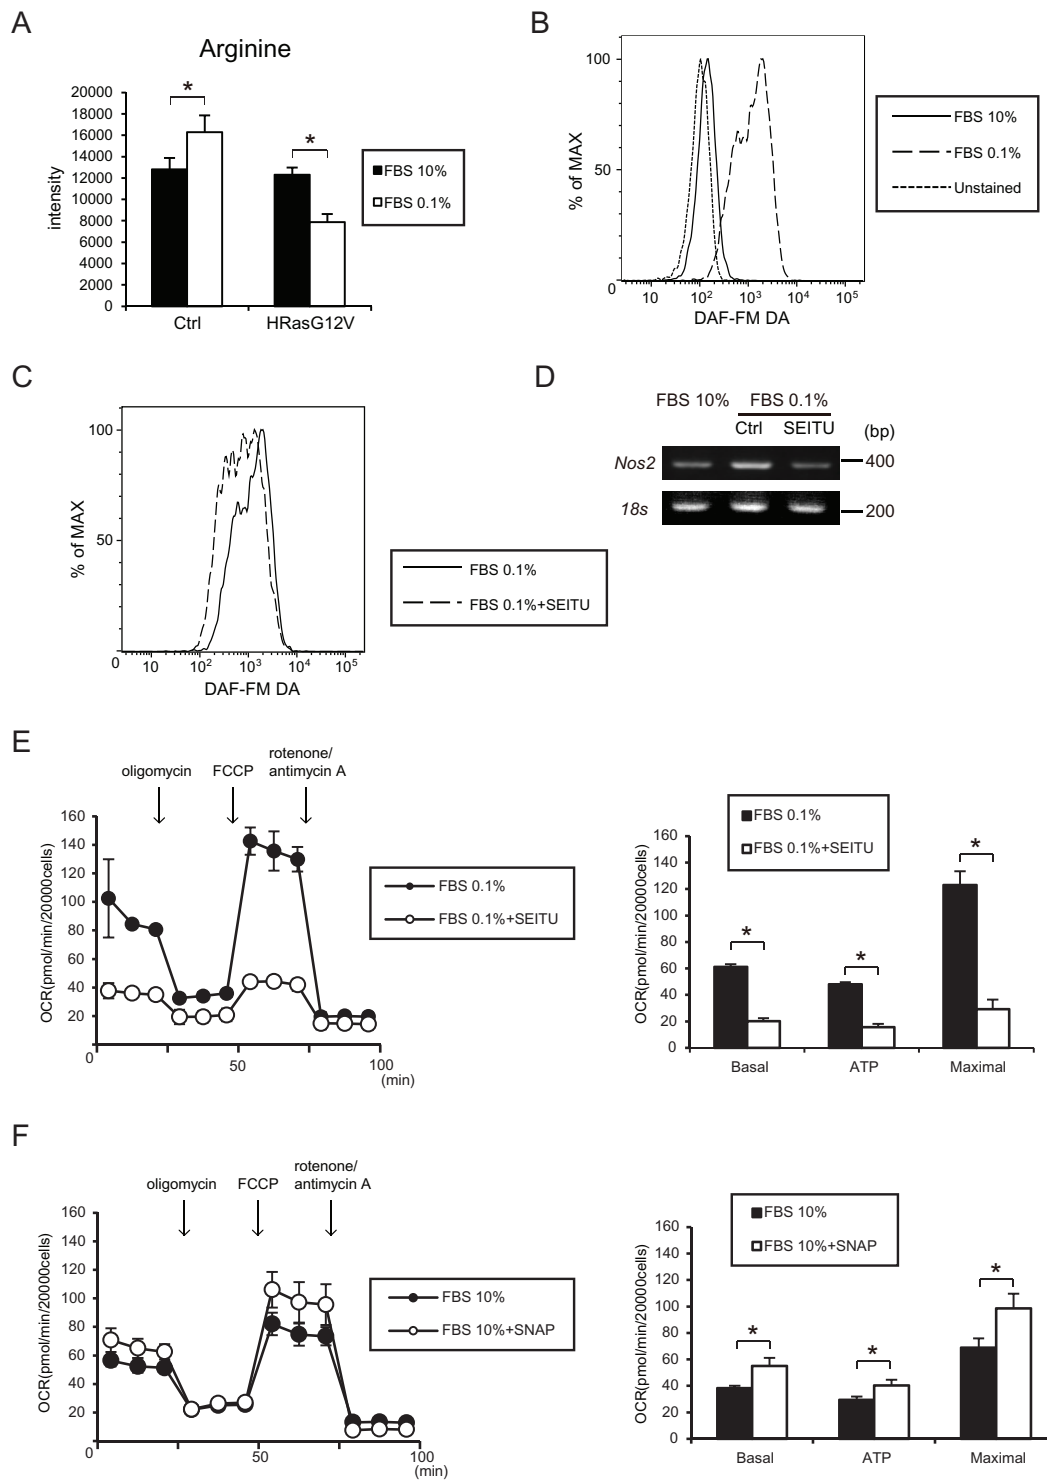 A
Arginine
intensity
20000
18000
16000
14000
12000
10000
8000
6000
4000
2000
0
*
*
Ctrl
HRasG12V
FBS 10%
FBS 0.1%
B
% of MAX
100
50
0
10
10²
10³
10⁴
10⁵
DAF-FM DA
FBS 10%
FBS 0.1%
Unstained
C
% of MAX
100
50
0
10
10²
10³
10⁴
10⁵
DAF-FM DA
FBS 0.1%
FBS 0.1%+SEITU
D
FBS 10%
FBS 0.1%
Ctrl
SEITU
(bp)
Nos2
400
18s
200
E
oligomycin
FCCP
rotenone/
antimycin A
OCR(pmol/min/20000cells)
160
140
120
100
80
60
40
20
0
50
100
(min)
FBS 0.1%
FBS 0.1%+SEITU
FBS 0.1%
FBS 0.1%+SEITU
OCR(pmol/min/20000cells)
160
140
120
100
80
60
40
20
0
*
*
*
Basal
ATP
Maximal
F
oligomycin
FCCP
rotenone/
antimycin A
OCR(pmol/min/20000cells)
160
140
120
100
80
60
40
20
0
50
100
(min)
FBS 10%
FBS 10%+SNAP
FBS 10%
FBS 10%+SNAP
OCR(pmol/min/20000cells)
160
140
120
100
80
60
40
20
0
*
*
*
Basal
ATP
Maximal